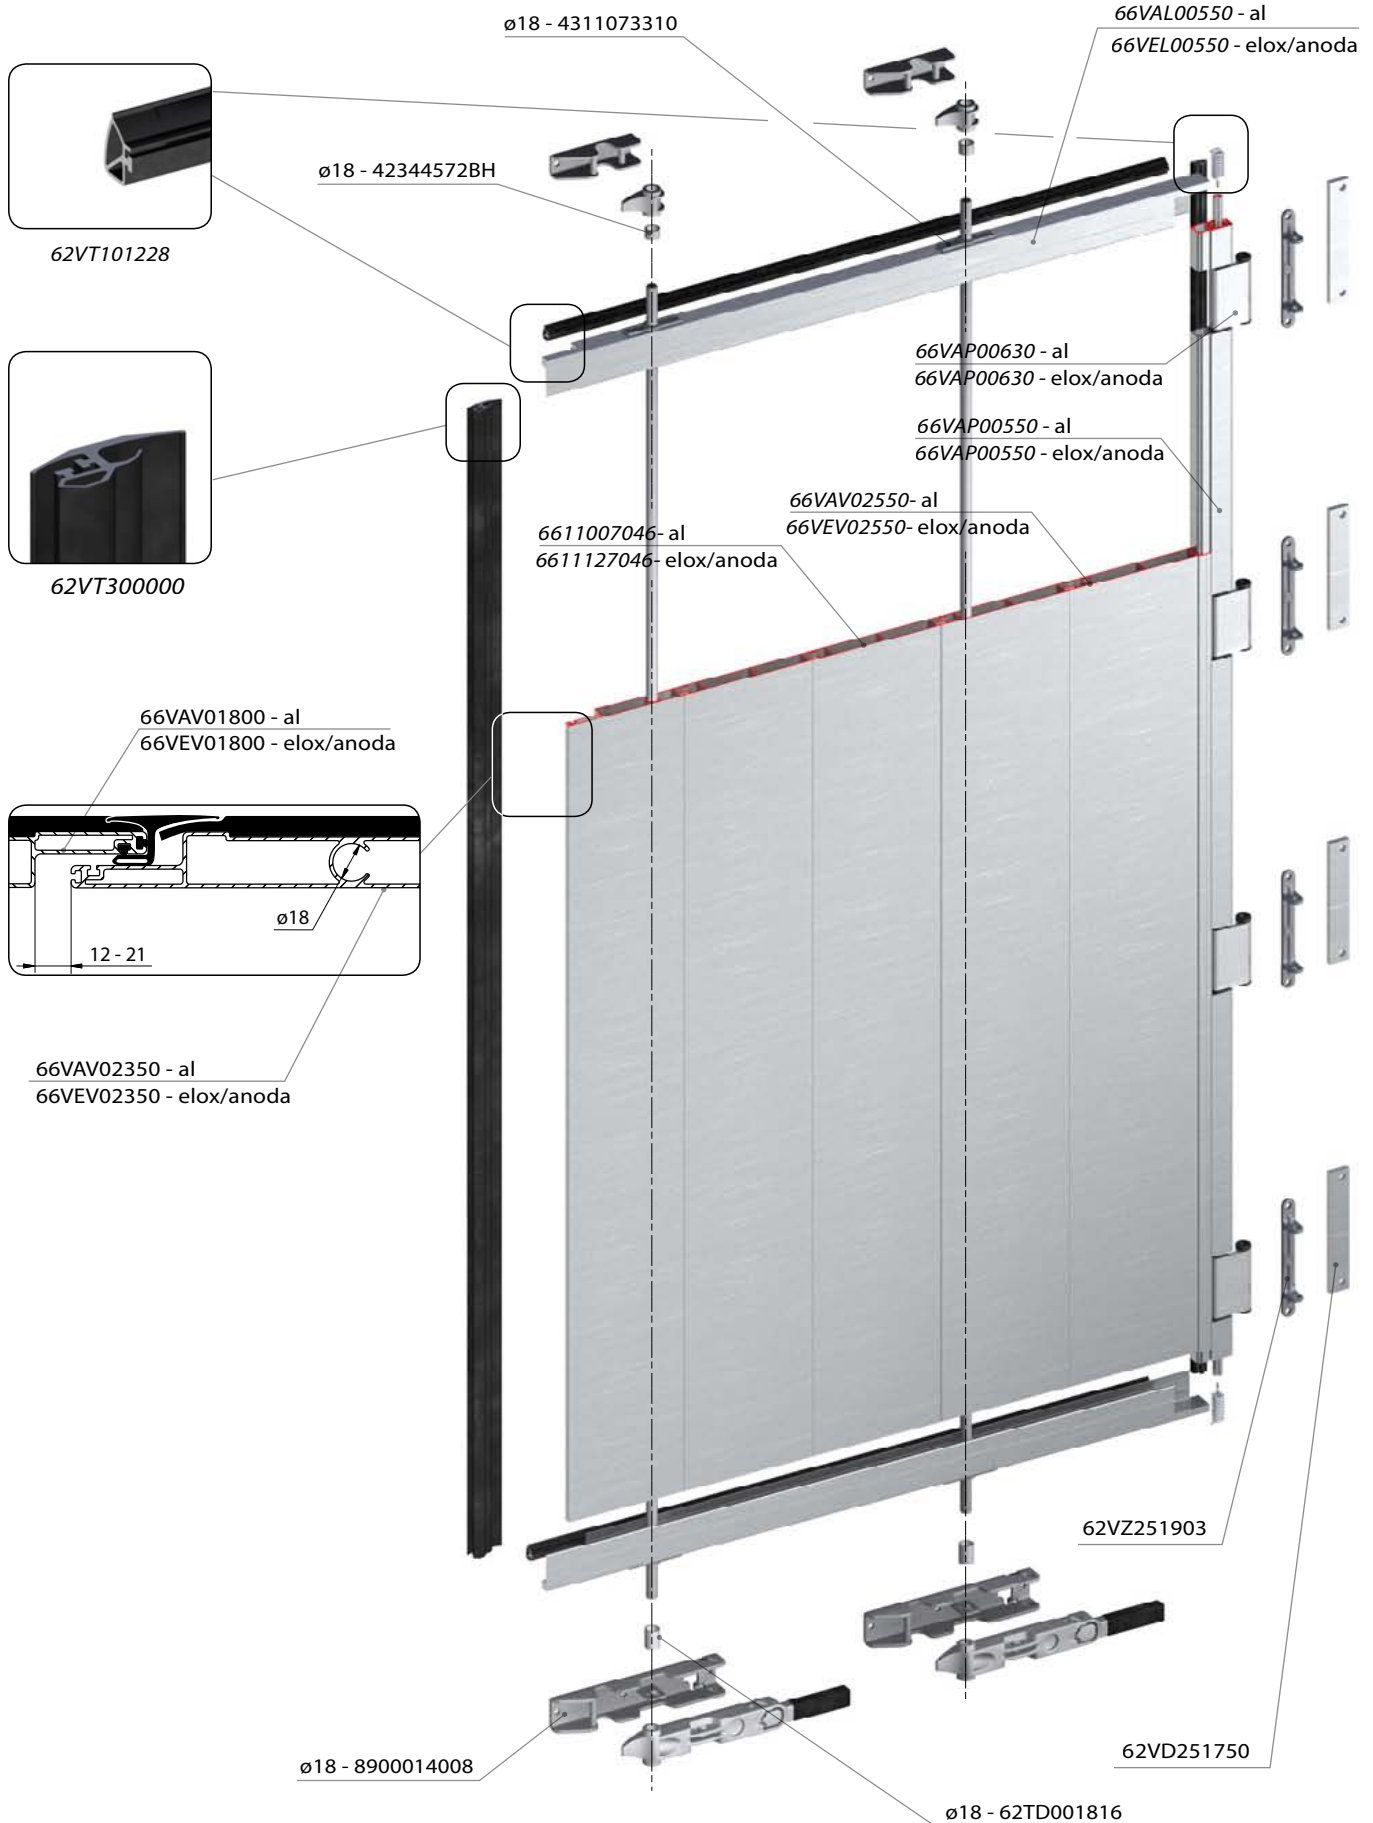 ø18 - 4311073310
66VAL00550 - al
66VEL00550 - elox/anoda
ø18 - 42344572BH
62VT101228
66VAP00630 - al
66VAP00630 - elox/anoda
66VAP00550 - al
66VAP00550 - elox/anoda
66VAV02550- al
66VEV02550- elox/anoda
6611007046- al
6611127046- elox/anoda
62VT300000
66VAV01800 - al
66VEV01800 - elox/anoda
ø18
12 - 21
66VAV02350 - al
66VEV02350 - elox/anoda
62VZ251903
62VD251750
ø18 - 8900014008
ø18 - 62TD001816